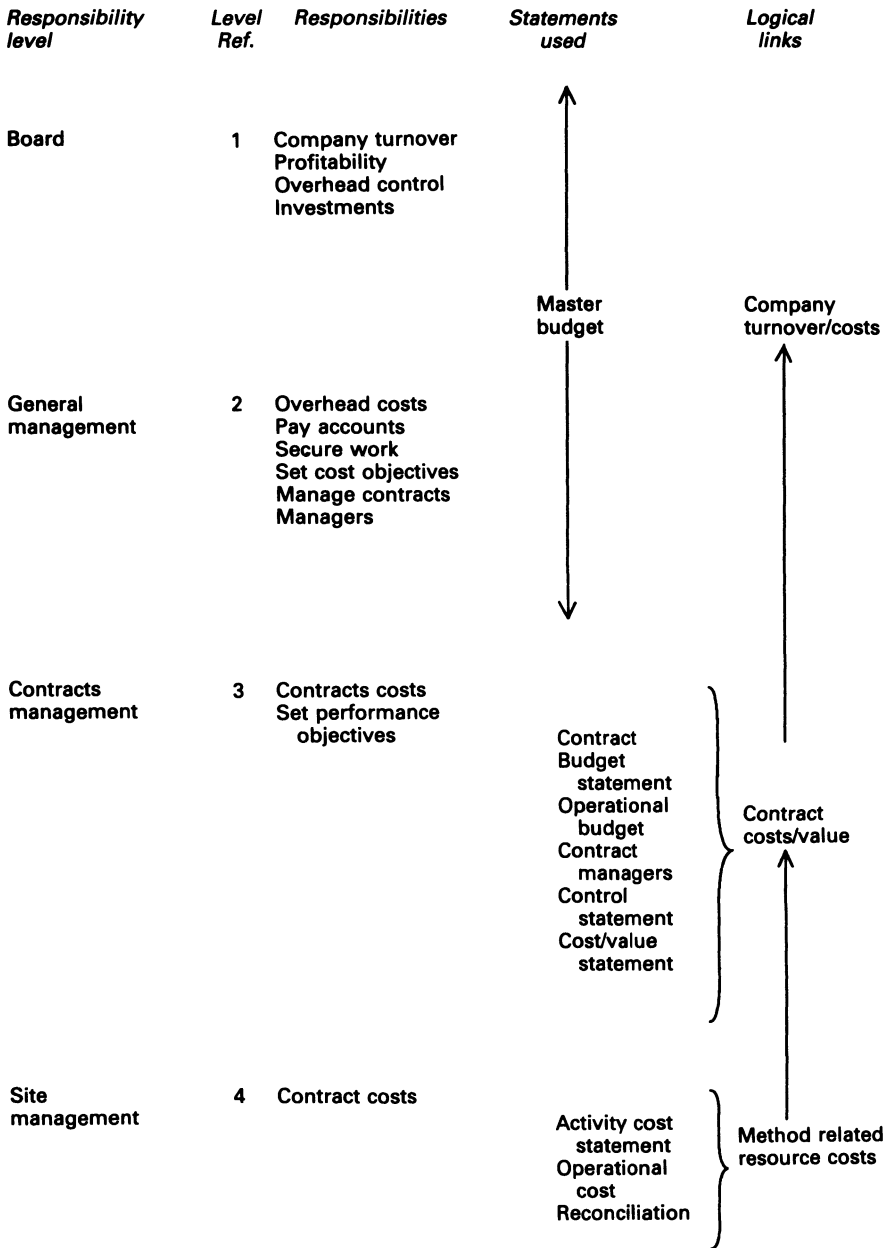 Responsibility level
Level Ref.
Responsibilities
Statements used
Logical links
Board
1
Company turnover
Profitability
Overhead control
Investments
Master
budget
Company
turnover/costs
General
management
2
Overhead costs
Pay accounts
Secure work
Set cost objectives
Manage contracts
Managers
Contracts
management
3
Contracts costs
Set performance
objectives
Contract
Budget
statement
Operational
budget
Contract
managers
Control
statement
Cost/value
statement
Contract
costs/value
Site
management
4
Contract costs
Activity cost
statement
Operational
cost
Reconciliation
Method related
resource costs